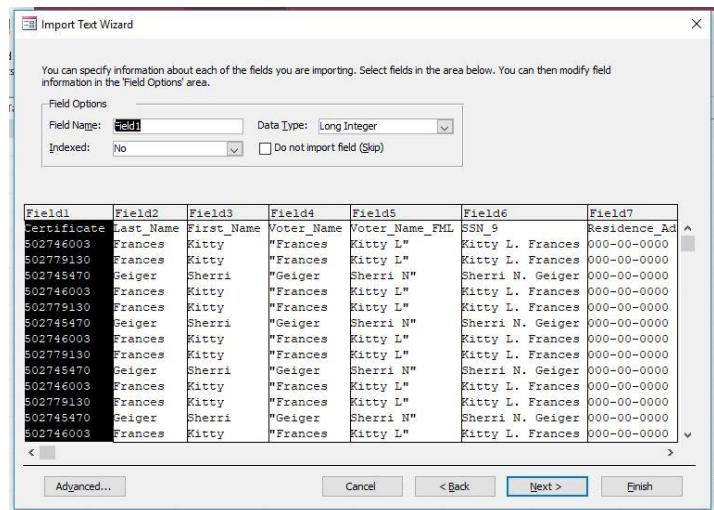 Import Text Wizard
You can specify information about each of the fields you are importing. Select fields in the area below. You can then modify field
information in the 'Field Options' area.
Field Options
Field Name: Field1 Data Type: Long Integer
Indexed: No Do not import field (Skip)
Field1 Field2 Field3 Field4 Field5 Field6 Field7
Certificate Last_Name First_Name Voter_Name Voter_Name_FML SSN_9 Residence_Ad
502746003 Frances Kitty "Frances Kitty L" Kitty L. Frances 000-00-0000
502779130 Frances Kitty "Frances Kitty L" Kitty L. Frances 000-00-0000
502745470 Geiger Sherri "Geiger Sherri N" Sherri N. Geiger 000-00-0000
502746003 Frances Kitty "Frances Kitty L" Kitty L. Frances 000-00-0000
502779130 Frances Kitty "Frances Kitty L" Kitty L. Frances 000-00-0000
502745470 Geiger Sherri "Geiger Sherri N" Sherri N. Geiger 000-00-0000
502746003 Frances Kitty "Frances Kitty L" Kitty L. Frances 000-00-0000
502779130 Frances Kitty "Frances Kitty L" Kitty L. Frances 000-00-0000
502745470 Geiger Sherri "Geiger Sherri N" Sherri N. Geiger 000-00-0000
502746003 Frances Kitty "Frances Kitty L" Kitty L. Frances 000-00-0000
502779130 Frances Kitty "Frances Kitty L" Kitty L. Frances 000-00-0000
502745470 Geiger Sherri "Geiger Sherri N" Sherri N. Geiger 000-00-0000
502746003 Frances Kitty "Frances Kitty L" Kitty L. Frances 000-00-0000
Advanced... Cancel < Back Next > Finish